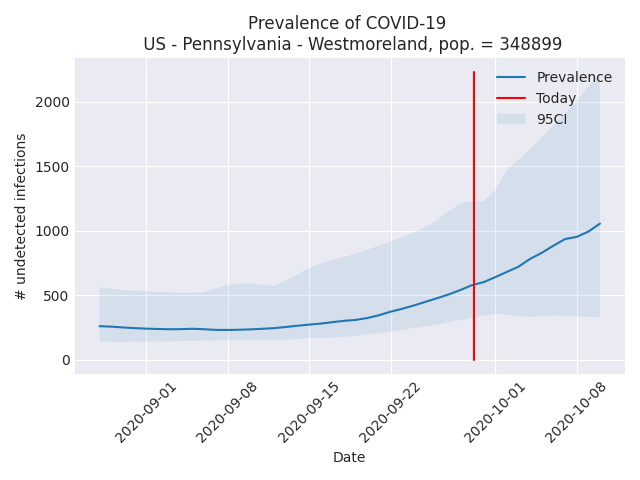 Prevalence of COVID-19
US - Pennsylvania - Westmoreland, pop. = 348899
Prevalence
Today
95CI
# undetected infections
2000
1500
1000
500
0
2020-09-01
2020-09-08
2020-09-15
2020-09-22
2020-10-01
2020-10-08
Date